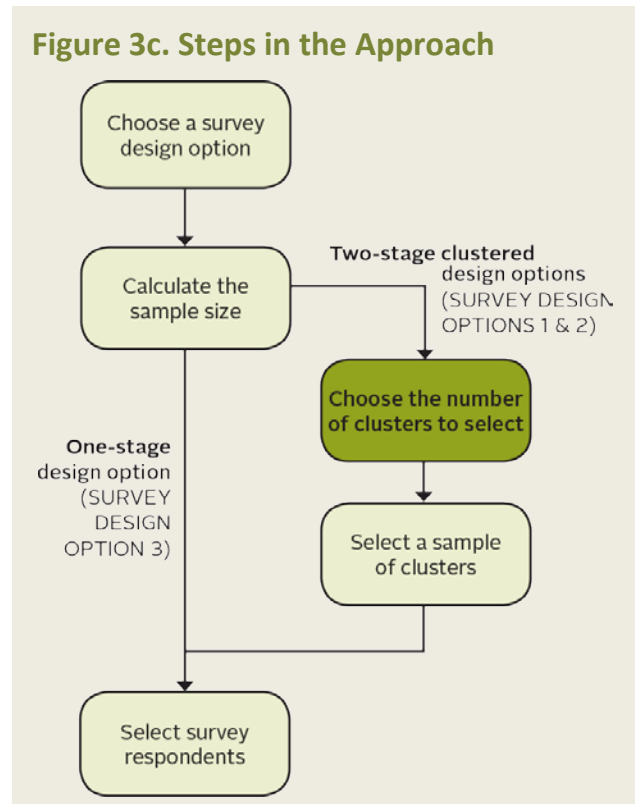 Figure 3c. Steps in the Approach
Choose a survey
design option
Calculate the
sample size
Two-stage clustered
design options
(SURVEY DESIGN
OPTIONS 1 & 2)
Choose the number
of clusters to select
One-stage
design option
(SURVEY
DESIGN
OPTION 3)
Select a sample
of clusters
Select survey
respondents